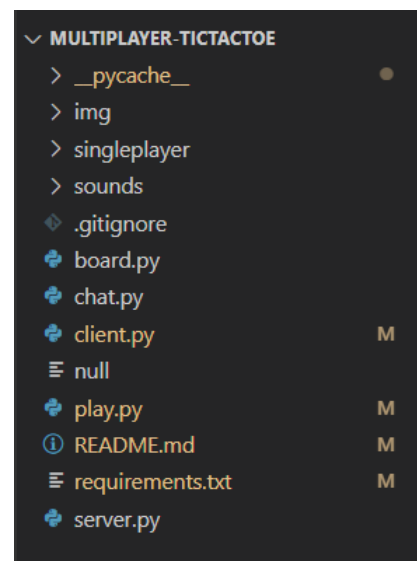 MULTIPLAYER-TICTACTOE
__pycache__
img
singleplayer
sounds
.gitignore
board.py
chat.py
client.py M
null
play.py M
README.md M
requirements.txt M
server.py